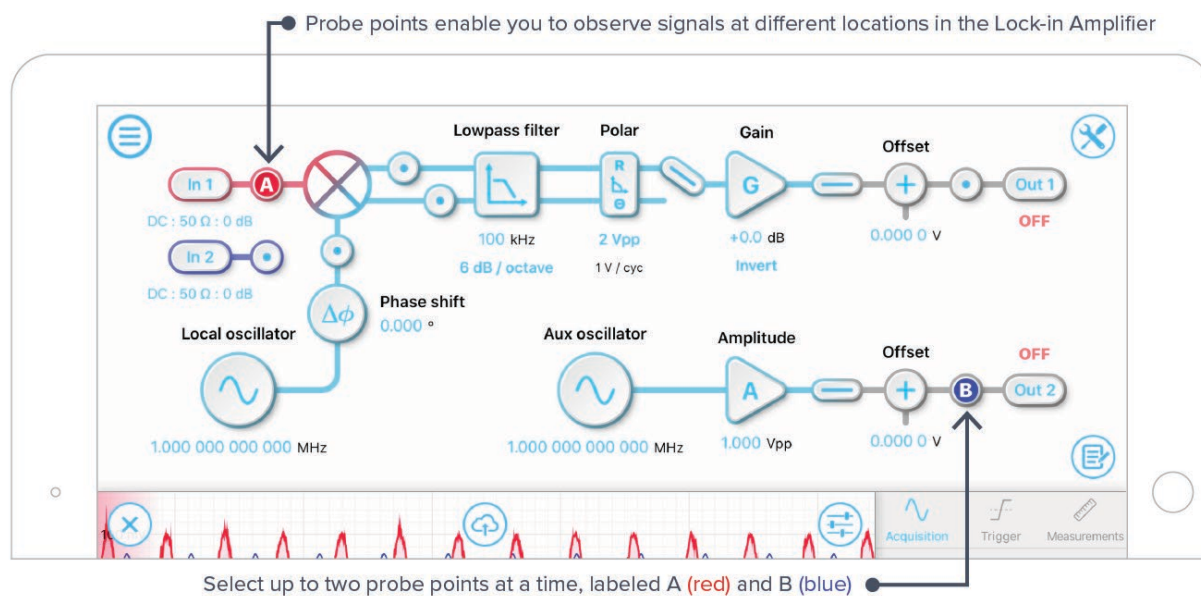 Probe points enable you to observe signals at different locations in the Lock-in Amplifier
Lowpass filter
Polar
Gain
Offset
In 1
A
R
Θ
G
+
Out 1
DC : 50 Ω : 0 dB
100 kHz
2 Vpp
+0.0 dB
0.000 0 V
OFF
In 2
6 dB / octave
1 V / cyc
Invert
DC : 50 Ω : 0 dB
Δϕ
Phase shift
0.000 °
Local oscillator
Aux oscillator
Amplitude
Offset
OFF
A
+
B
Out 2
1.000 000 000 000 MHz
1.000 000 000 000 MHz
1.000 Vpp
0.000 0 V
Acquisition
Trigger
Measurements
Select up to two probe points at a time, labeled A (red) and B (blue)